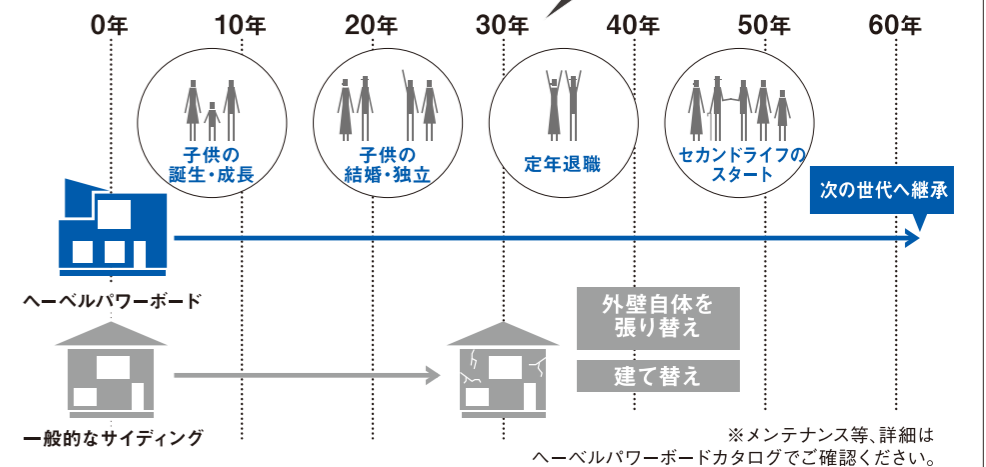 0年 10年 20年 30年 40年 50年 60年
子供の
誕生・成長
子供の
結婚・独立
定年退職
セカンドライフの
スタート
次の世代へ継承
へーベルパワーボード
外壁自体を
張り替え
建て替え
一般的なサイディング
※メンテナンス等、詳細は
へーベルパワーボードカタログでご確認ください。